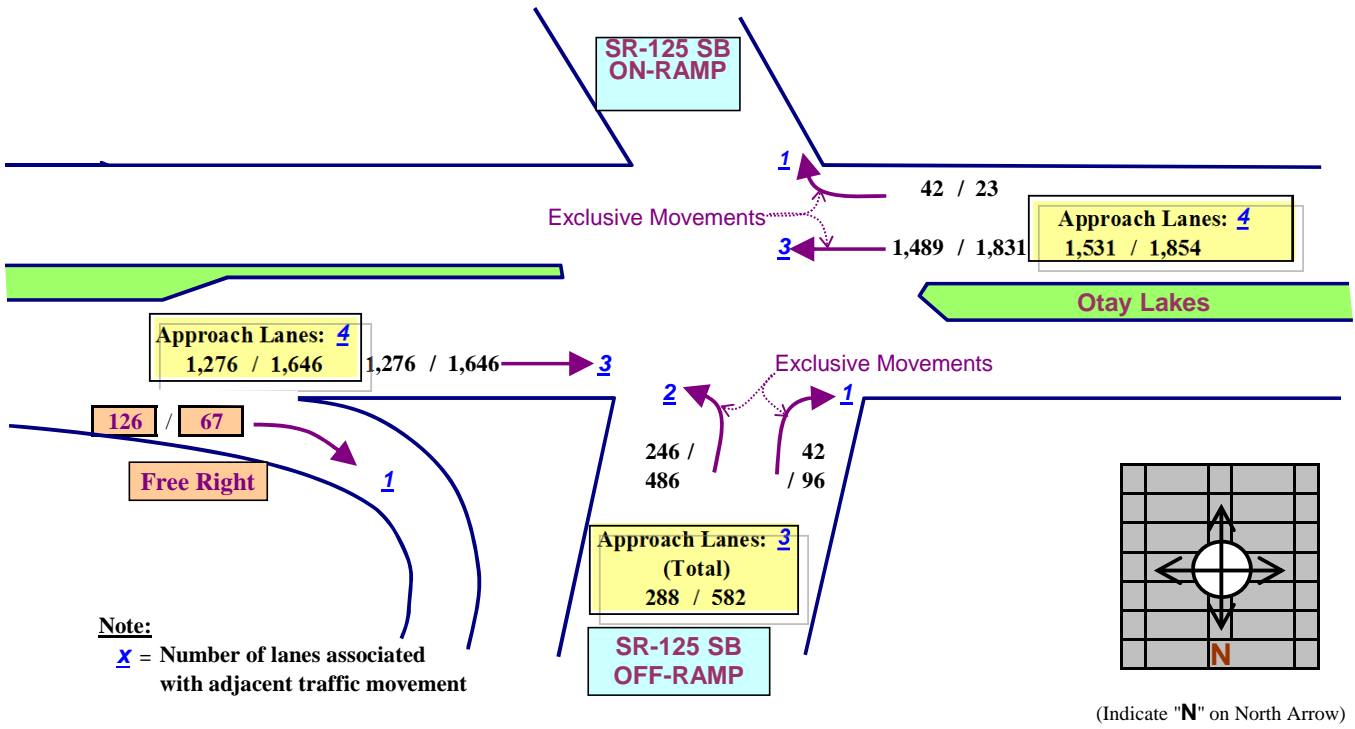 SR-125 SB
ON-RAMP
1
42 / 23
Exclusive Movements
3
1,489 / 1,831
Approach Lanes: 4
1,531 / 1,854
Otay Lakes
Approach Lanes: 4
1,276 / 1,646
1,276 / 1,646
3
Exclusive Movements
2
1
126 / 67
Free Right
1
246 /
486
42
/ 96
Approach Lanes: 3
(Total)
288 / 582
SR-125 SB
OFF-RAMP
Note:
x = Number of lanes associated
with adjacent traffic movement
N
(Indicate "N" on North Arrow)